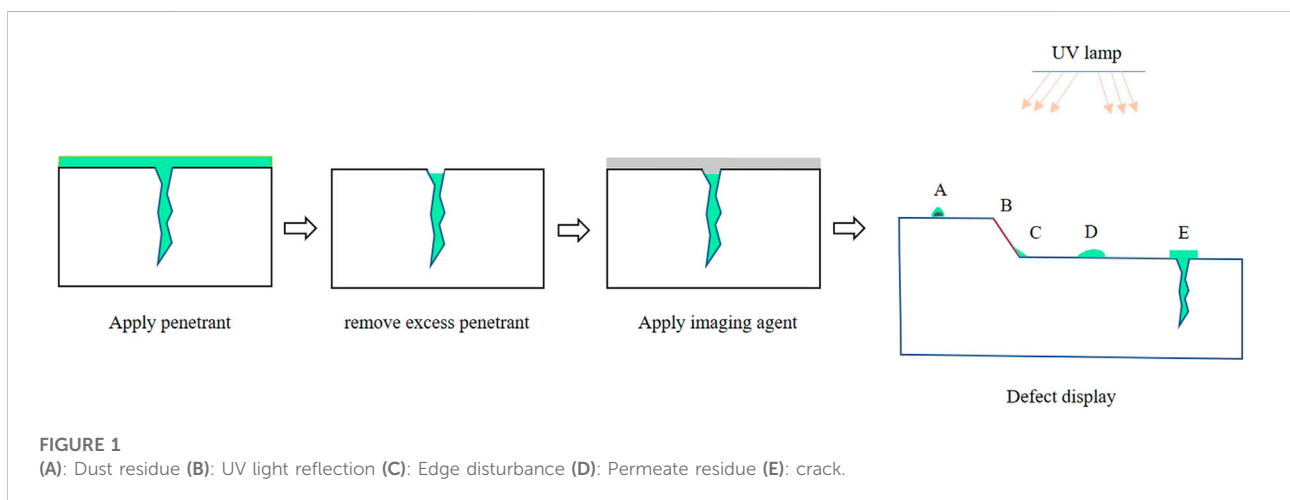 UV lamp
A
B
C
D
E
Apply penetrant
remove excess penetrant
Apply imaging agent
Defect display
FIGURE 1
(A): Dust residue (B): UV light reflection (C): Edge disturbance (D): Permeate residue (E): crack.